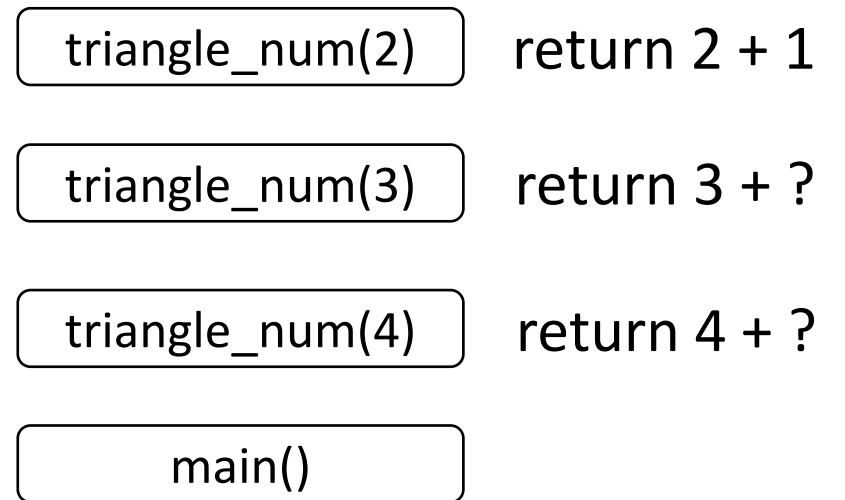 triangle_num(2) return 2 + 1
triangle_num(3) return 3 + ?
triangle_num(4) return 4 + ?
main()